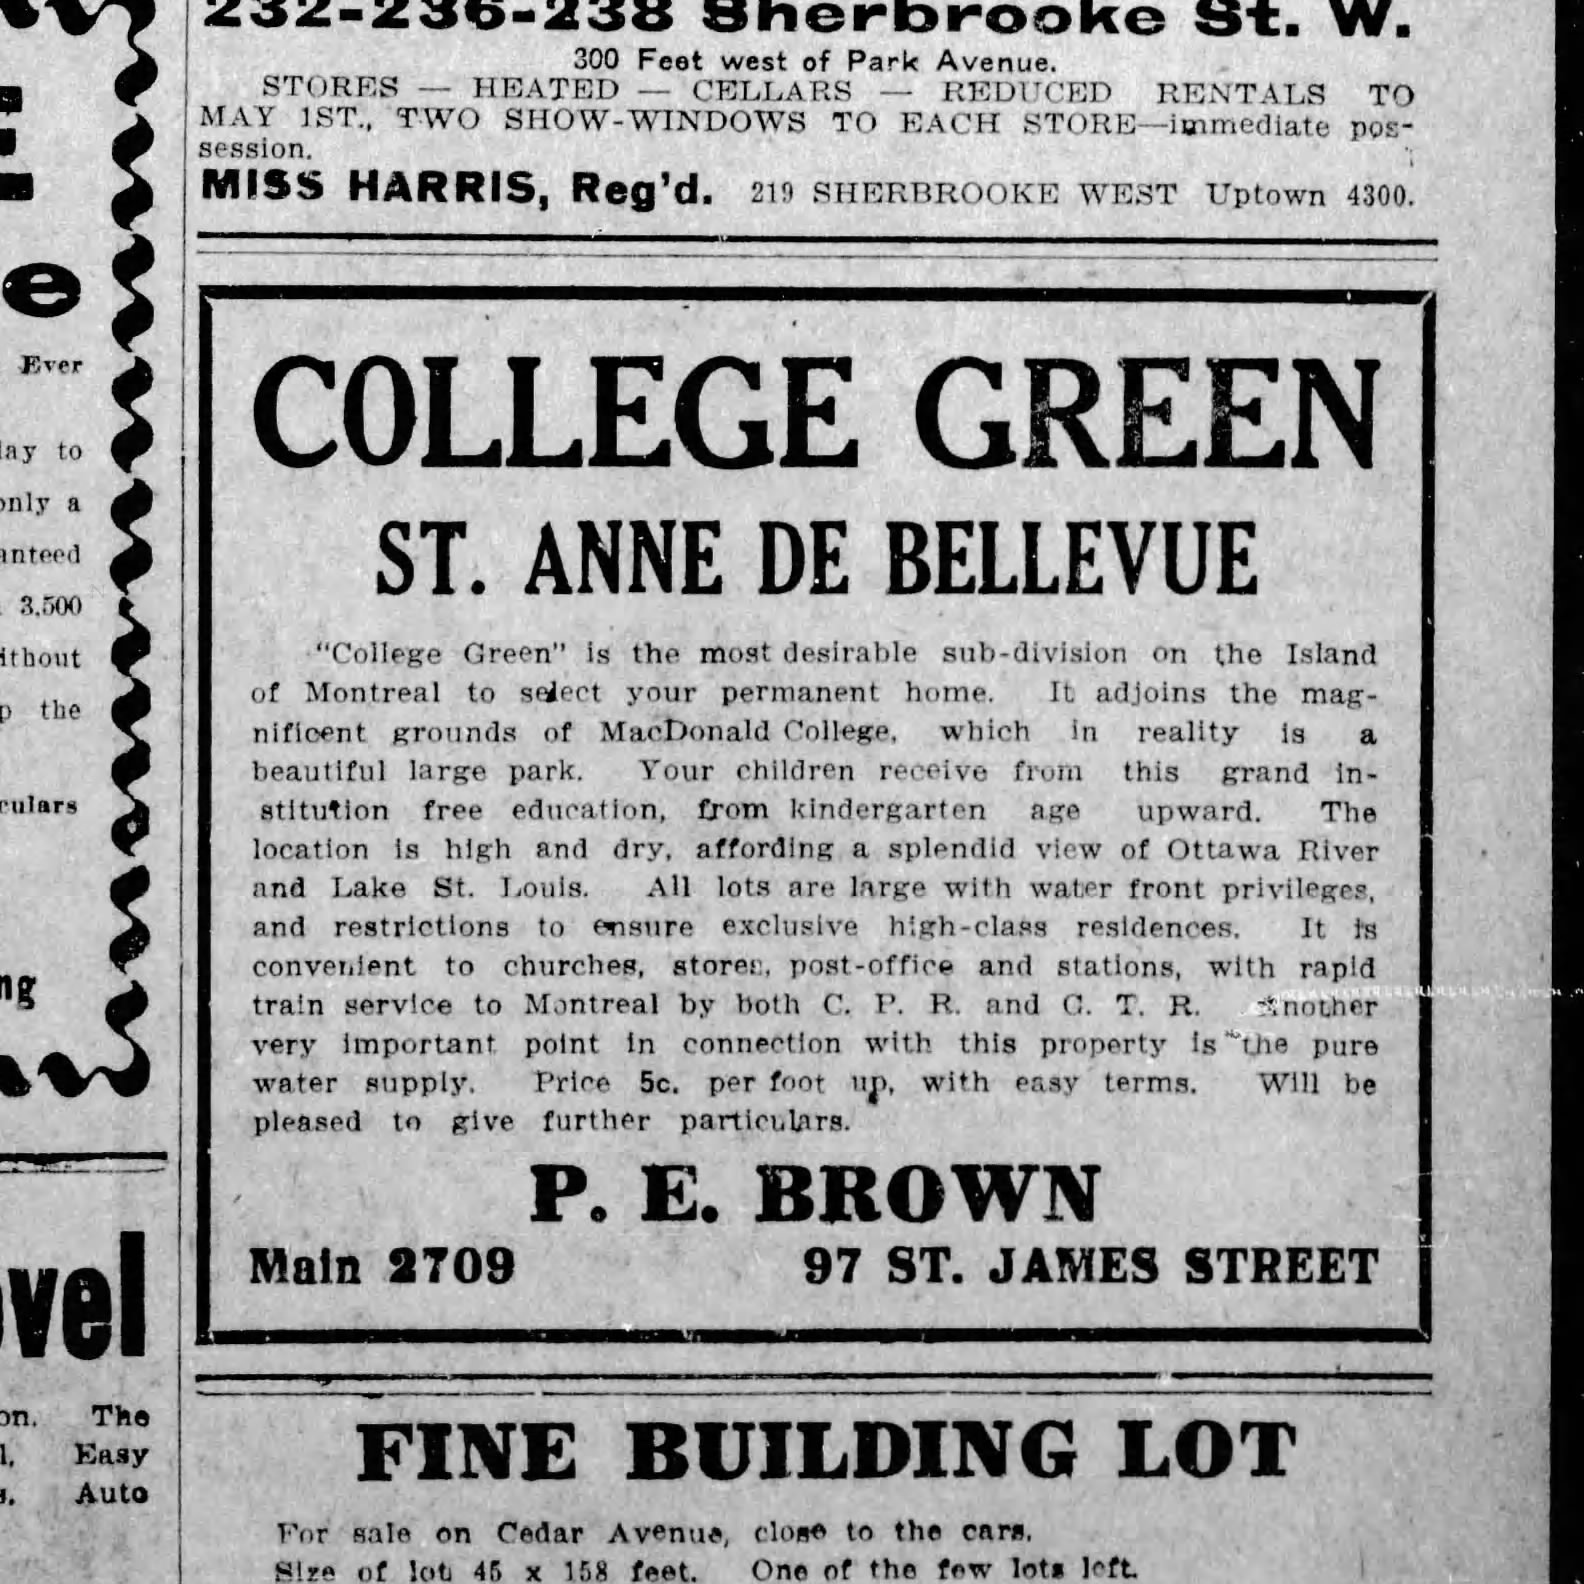 232-236-238 Sherbrooke St. W.
300 Feet west of Park Avenue.
STORES — HEATED — CELLARS — REDUCED RENTALS TO
MAY 1ST., TWO SHOW-WINDOWS TO EACH STORE—immediate pos-
session.
MISS HARRIS, Reg'd. 219 SHERBROOKE WEST Uptown 4300.
COLLEGE GREEN
ST. ANNE DE BELLEVUE
"College Green" is the most desirable sub-division on the Island
of Montreal to select your permanent home. It adjoins the mag-
nificent grounds of MacDonald College, which in reality is a
beautiful large park. Your children receive from this grand in-
stitution free education, from kindergarten age upward. The
location is high and dry, affording a splendid view of Ottawa River
and Lake St. Louis. All lots are large with water front privileges,
and restrictions to ensure exclusive high-class residences. It is
convenient to churches, stores, post-office and stations, with rapid
train service to Montreal by both C. P. R. and G. T. R. Another
very important point in connection with this property is the pure
water supply. Price 5c. per foot up, with easy terms. Will be
pleased to give further particulars.
P. E. BROWN
Main 2709 97 ST. JAMES STREET
FINE BUILDING LOT
For sale on Cedar Avenue, close to the cars.
Size of lot 45 x 158 feet. One of the few lots left.
e
Ever
to
only a
3,500
the
ng
The
Easy
Auto